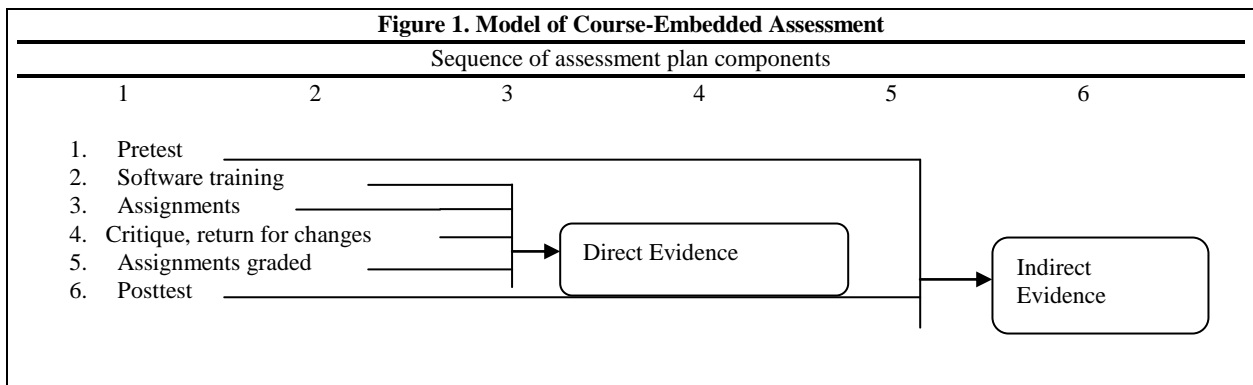 Figure 1. Model of Course-Embedded Assessment
Sequence of assessment plan components
1 2 3 4 5 6
1. Pretest
2. Software training
3. Assignments
4. Critique, return for changes
5. Assignments graded
6. Posttest
Direct Evidence
Indirect
Evidence